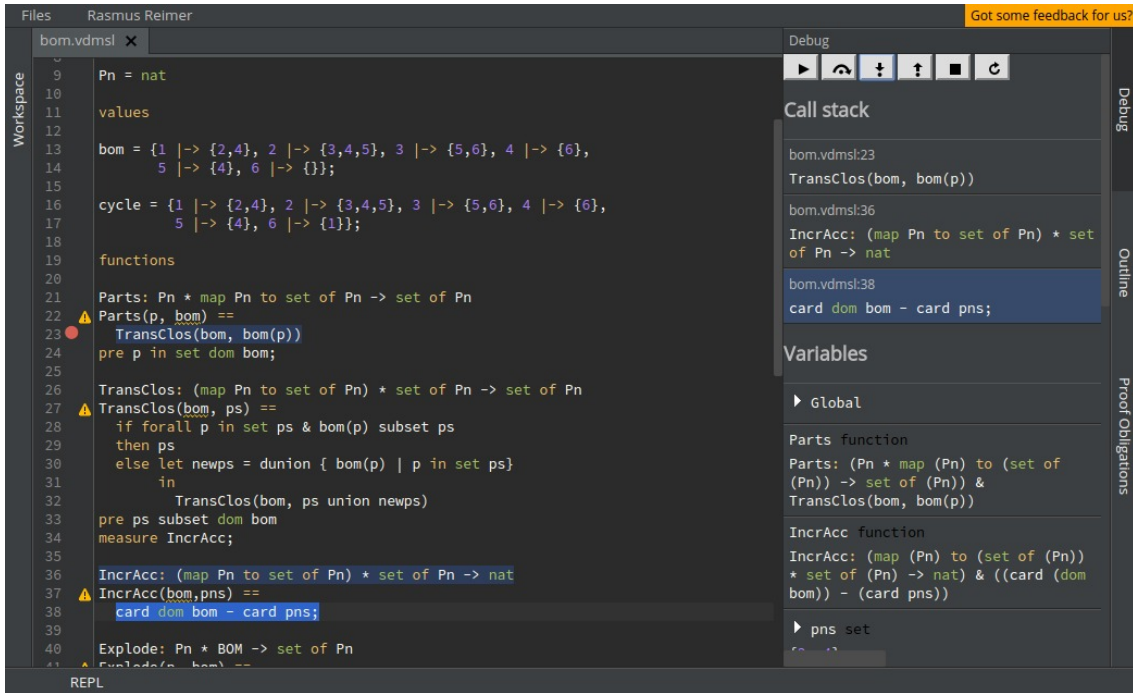 Files Rasmus Reimer Got some feedback for us?
bom.vdmsl ×
Workspace
9 Pn = nat
10
11 values
12
13 bom = {1 |-> {2,4}, 2 |-> {3,4,5}, 3 |-> {5,6}, 4 |-> {6},
14 5 |-> {4}, 6 |-> {}};
15
16 cycle = {1 |-> {2,4}, 2 |-> {3,4,5}, 3 |-> {5,6}, 4 |-> {6},
17 5 |-> {4}, 6 |-> {1}};
18
19 functions
20
21 Parts: Pn * map Pn to set of Pn -> set of Pn
22 Parts(p, bom) ==
23 TransClos(bom, bom(p))
24 pre p in set dom bom;
25
26 TransClos: (map Pn to set of Pn) * set of Pn -> set of Pn
27 TransClos(bom, ps) ==
28 if forall p in set ps & bom(p) subset ps
29 then ps
30 else let newps = dunion { bom(p) | p in set ps}
31 in
32 TransClos(bom, ps union newps)
33 pre ps subset dom bom
34 measure IncrAcc;
35
36 IncrAcc: (map Pn to set of Pn) * set of Pn -> nat
37 IncrAcc(bom,pns) ==
38 card dom bom - card pns;
39
40 Explode: Pn * BOM -> set of Pn
41 Explode(p, bom) ==
Debug
Call stack
bom.vdmsl:23
TransClos(bom, bom(p))
bom.vdmsl:36
IncrAcc: (map Pn to set of Pn) * set
of Pn -> nat
bom.vdmsl:38
card dom bom - card pns;
Variables
Global
Parts function
Parts: (Pn * map (Pn) to (set of
(Pn)) -> set of (Pn)) &
TransClos(bom, bom(p))
IncrAcc function
IncrAcc: (map (Pn) to (set of (Pn))
* set of (Pn) -> nat) & ((card (dom
bom)) - (card pns))
pns set
Debug
Outline
Proof Obligations
REPL